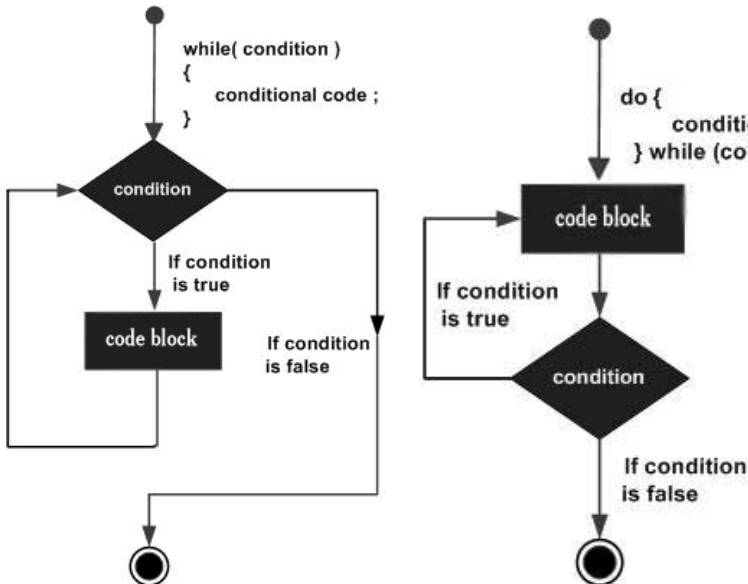 while( condition )
{
conditional code ;
}
condition
If condition
is true
code block
If condition
is false
do {
} while
code block
If condition
is true
condition
If condition
is false